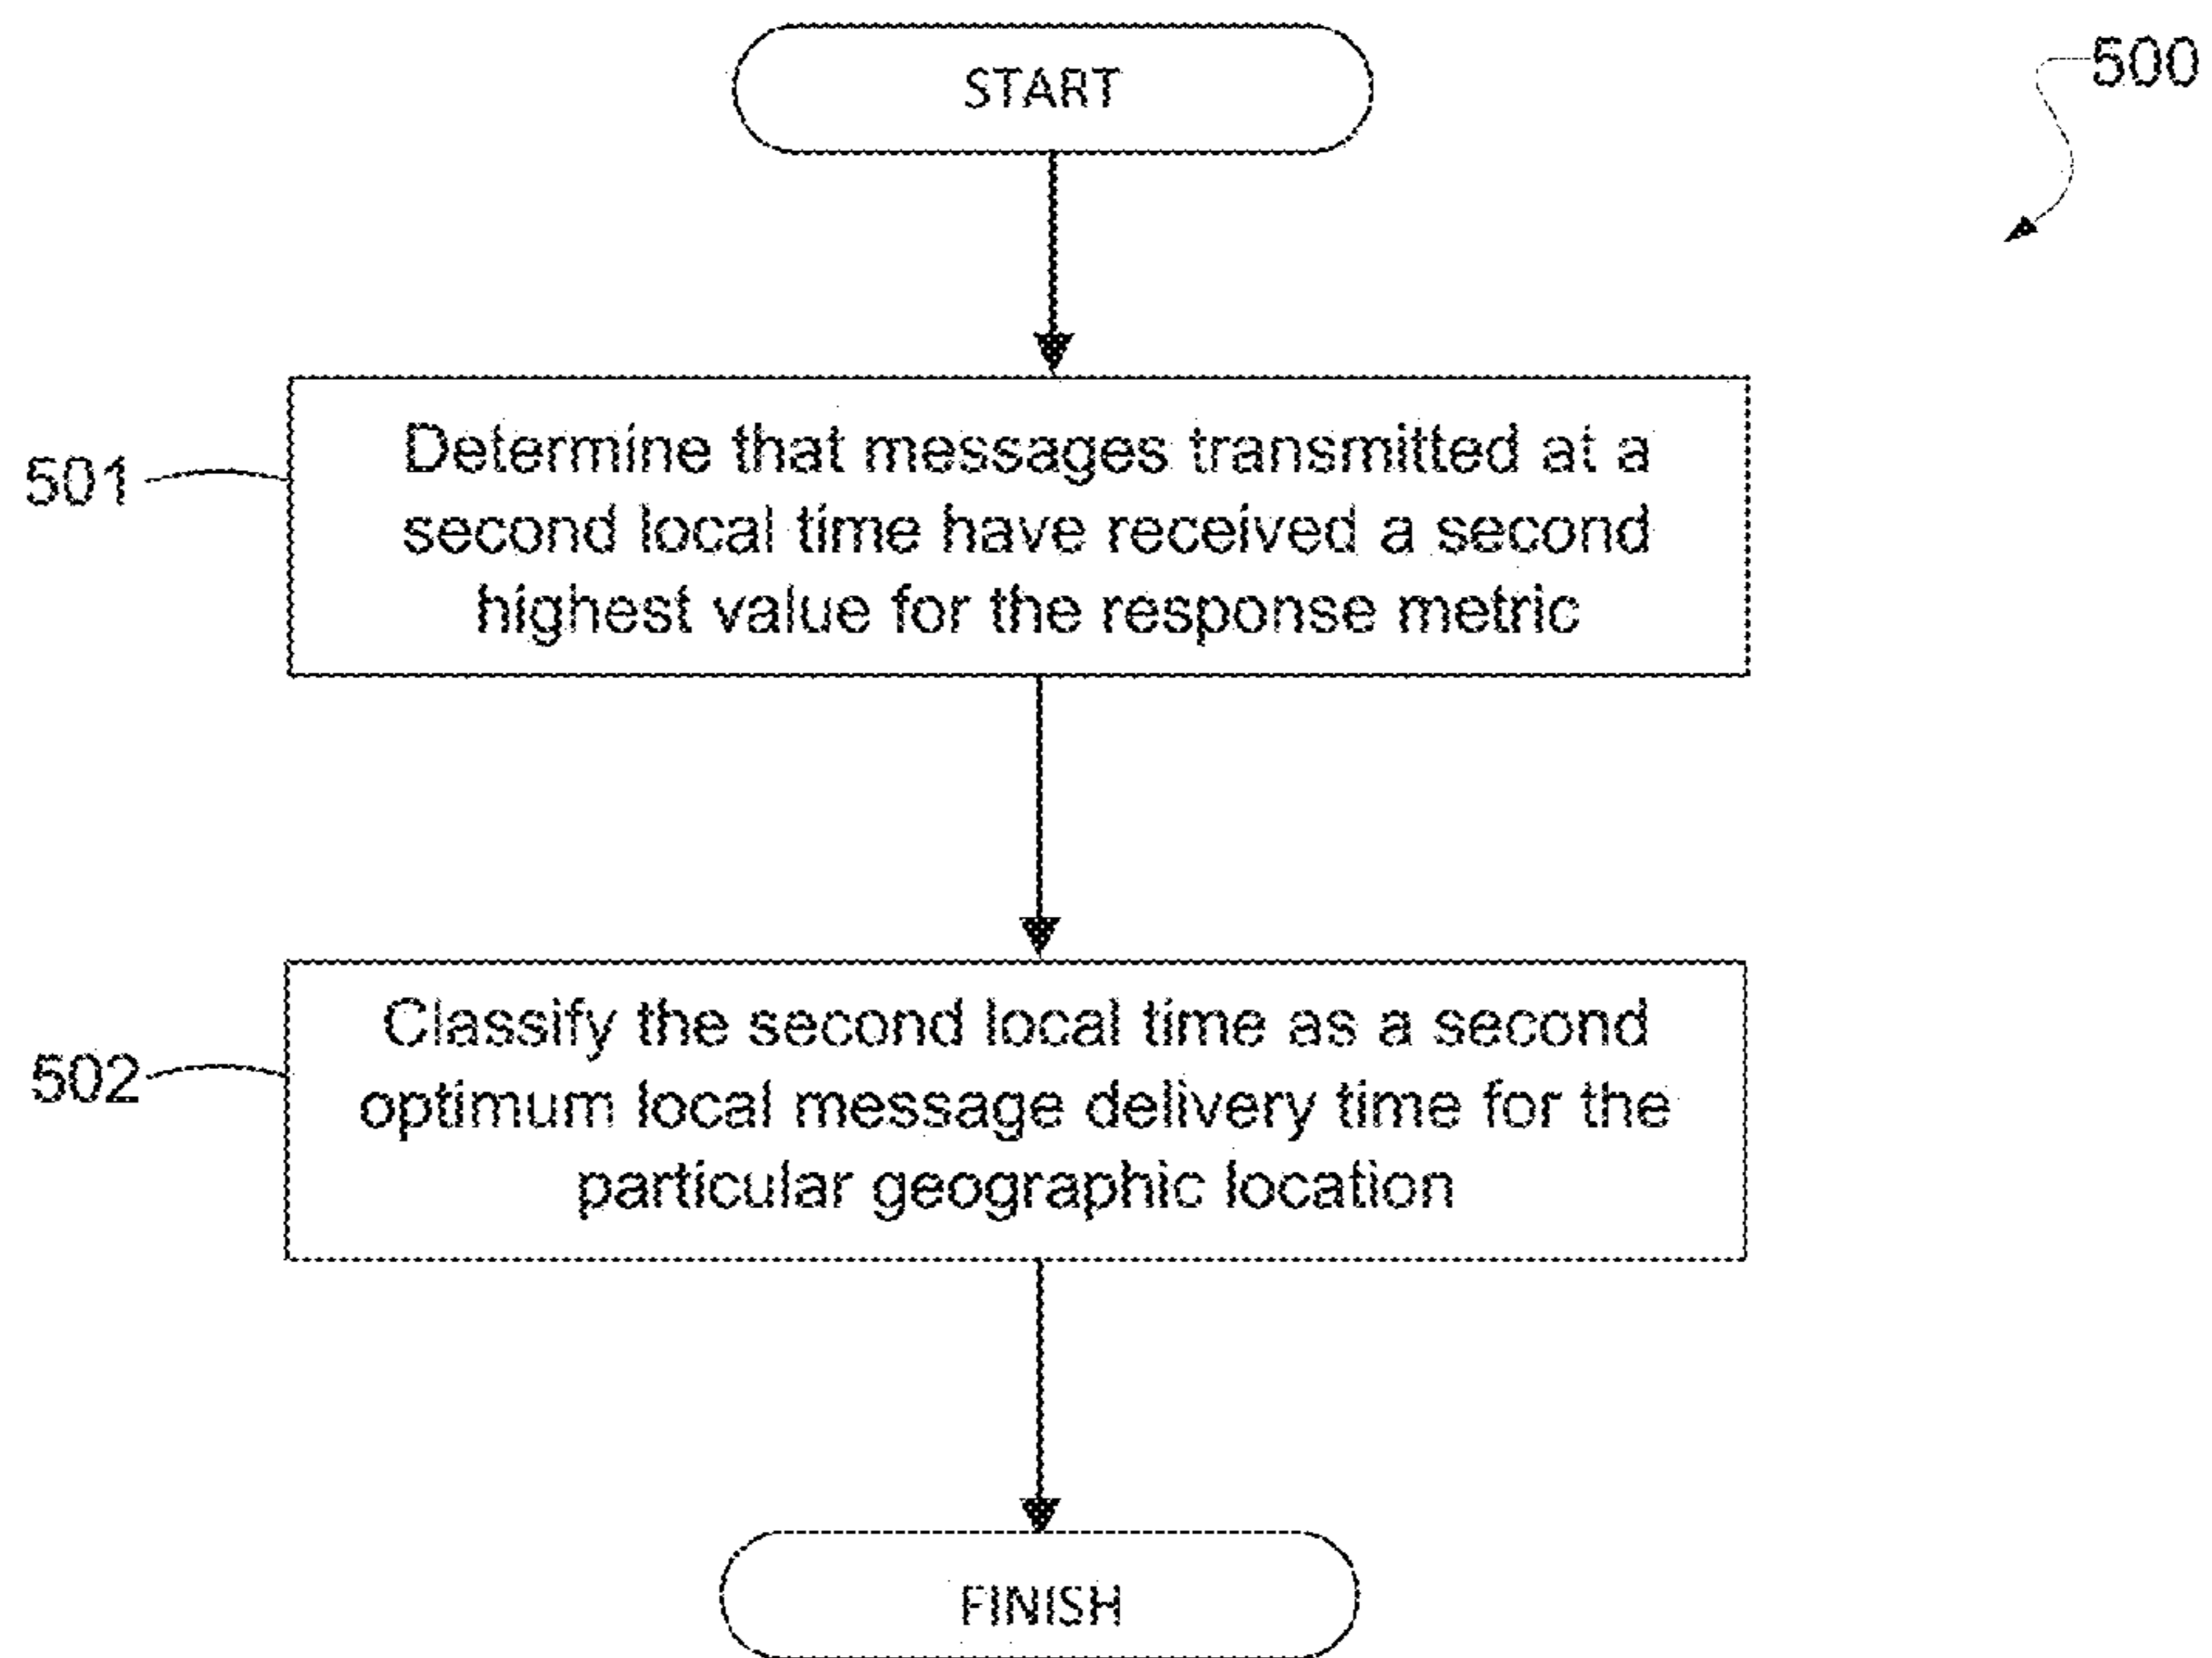 START
500
501
Determine that messages transmitted at a
second local time have received a second
highest value for the response metric
502
Classify the second local time as a second
optimum local message delivery time for the
particular geographic location
FINISH